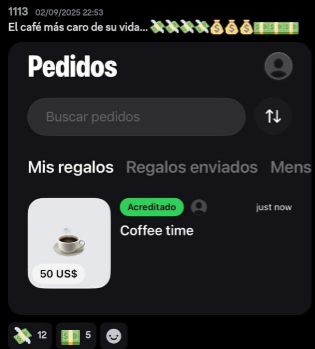 1113 02/09/2025 22:53
El café más caro de su vida... 💸💸💸💸💰💰💰💵💵💵
Pedidos
Buscar pedidos
Mis regalos Regalos enviados Mens
Acreditado just now
Coffee time
50 US$
12 5